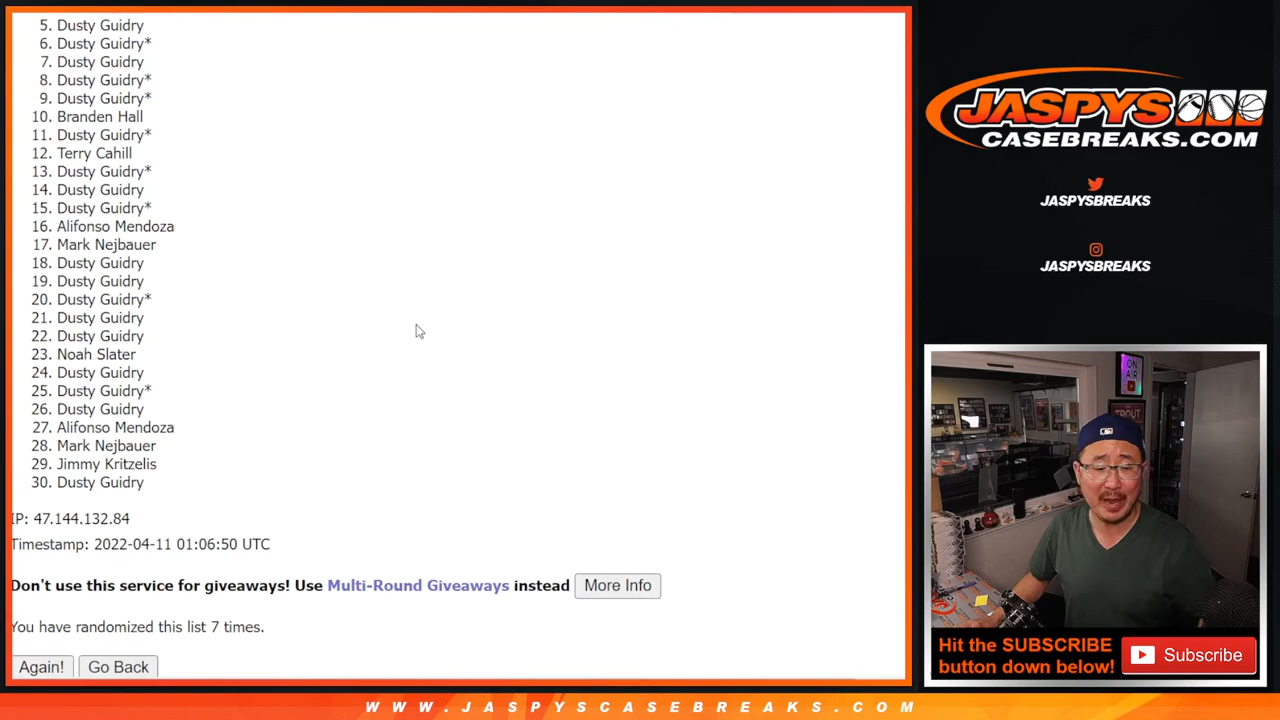 5. Dusty Guidry
6. Dusty Guidry*
7. Dusty Guidry
8. Dusty Guidry*
9. Dusty Guidry*
10. Branden Hall
11. Dusty Guidry*
12. Terry Cahill
13. Dusty Guidry*
14. Dusty Guidry
15. Dusty Guidry*
16. Alifonso Mendoza
17. Mark Nejbauer
18. Dusty Guidry
19. Dusty Guidry
20. Dusty Guidry*
21. Dusty Guidry
22. Dusty Guidry
23. Noah Slater
24. Dusty Guidry
25. Dusty Guidry*
26. Dusty Guidry
27. Alifonso Mendoza
28. Mark Nejbauer
29. Jimmy Kritzelis
30. Dusty Guidry
IP: 47.144.132.84
Timestamp: 2022-04-11 01:06:50 UTC
Don't use this service for giveaways! Use Multi-Round Giveaways instead More Info
You have randomized this list 7 times.
Again! Go Back
JASPYS
CASEBREAKS.COM
JASPYSBREAKS
JASPYSBREAKS
ON
AIR
TROUT
Hit the SUBSCRIBE
button down below!
Subscribe
WWW.JASPYSCASEBREAKS.COM